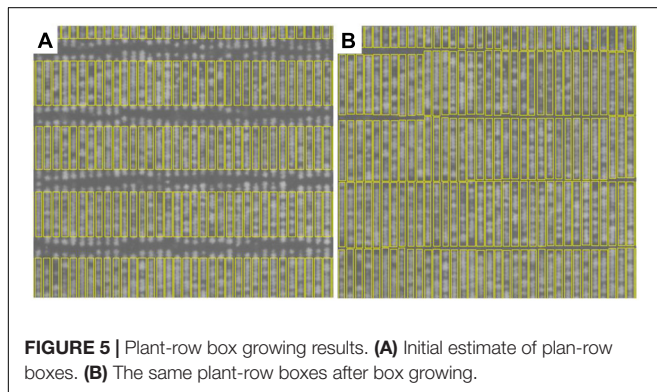 A
B
FIGURE 5 | Plant-row box growing results. (A) Initial estimate of plan-row
boxes. (B) The same plant-row boxes after box growing.